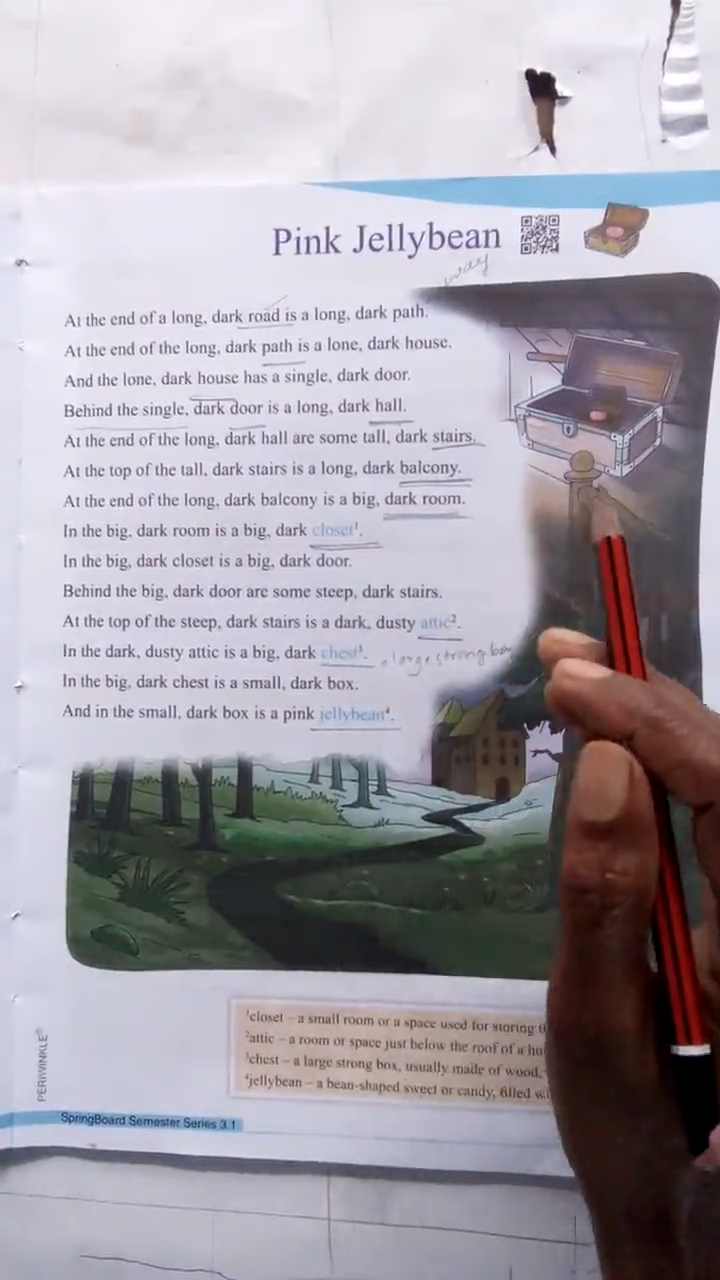 Pink Jellybean
way
At the end of a long, dark road is a long, dark path.
At the end of the long, dark path is a lone, dark house.
And the lone, dark house has a single, dark door.
Behind the single, dark door is a long, dark hall.
At the end of the long, dark hall are some tall, dark stairs.
At the top of the tall, dark stairs is a long, dark balcony.
At the end of the long, dark balcony is a big, dark room.
In the big, dark room is a big, dark closet¹.
In the big, dark closet is a big, dark door.
Behind the big, dark door are some steep, dark stairs.
At the top of the steep, dark stairs is a dark, dusty attic².
In the dark, dusty attic is a big, dark chest³. a large strong box
In the big, dark chest is a small, dark box.
And in the small, dark box is a pink jellybean⁴.
¹closet – a small room or a space used for storing
²attic – a room or space just below the roof of a
³chest – a large strong box, usually made of wood,
⁴jellybean – a bean-shaped sweet or candy, filled
PERIWINKLE®
SpringBoard Semester Series 3.1